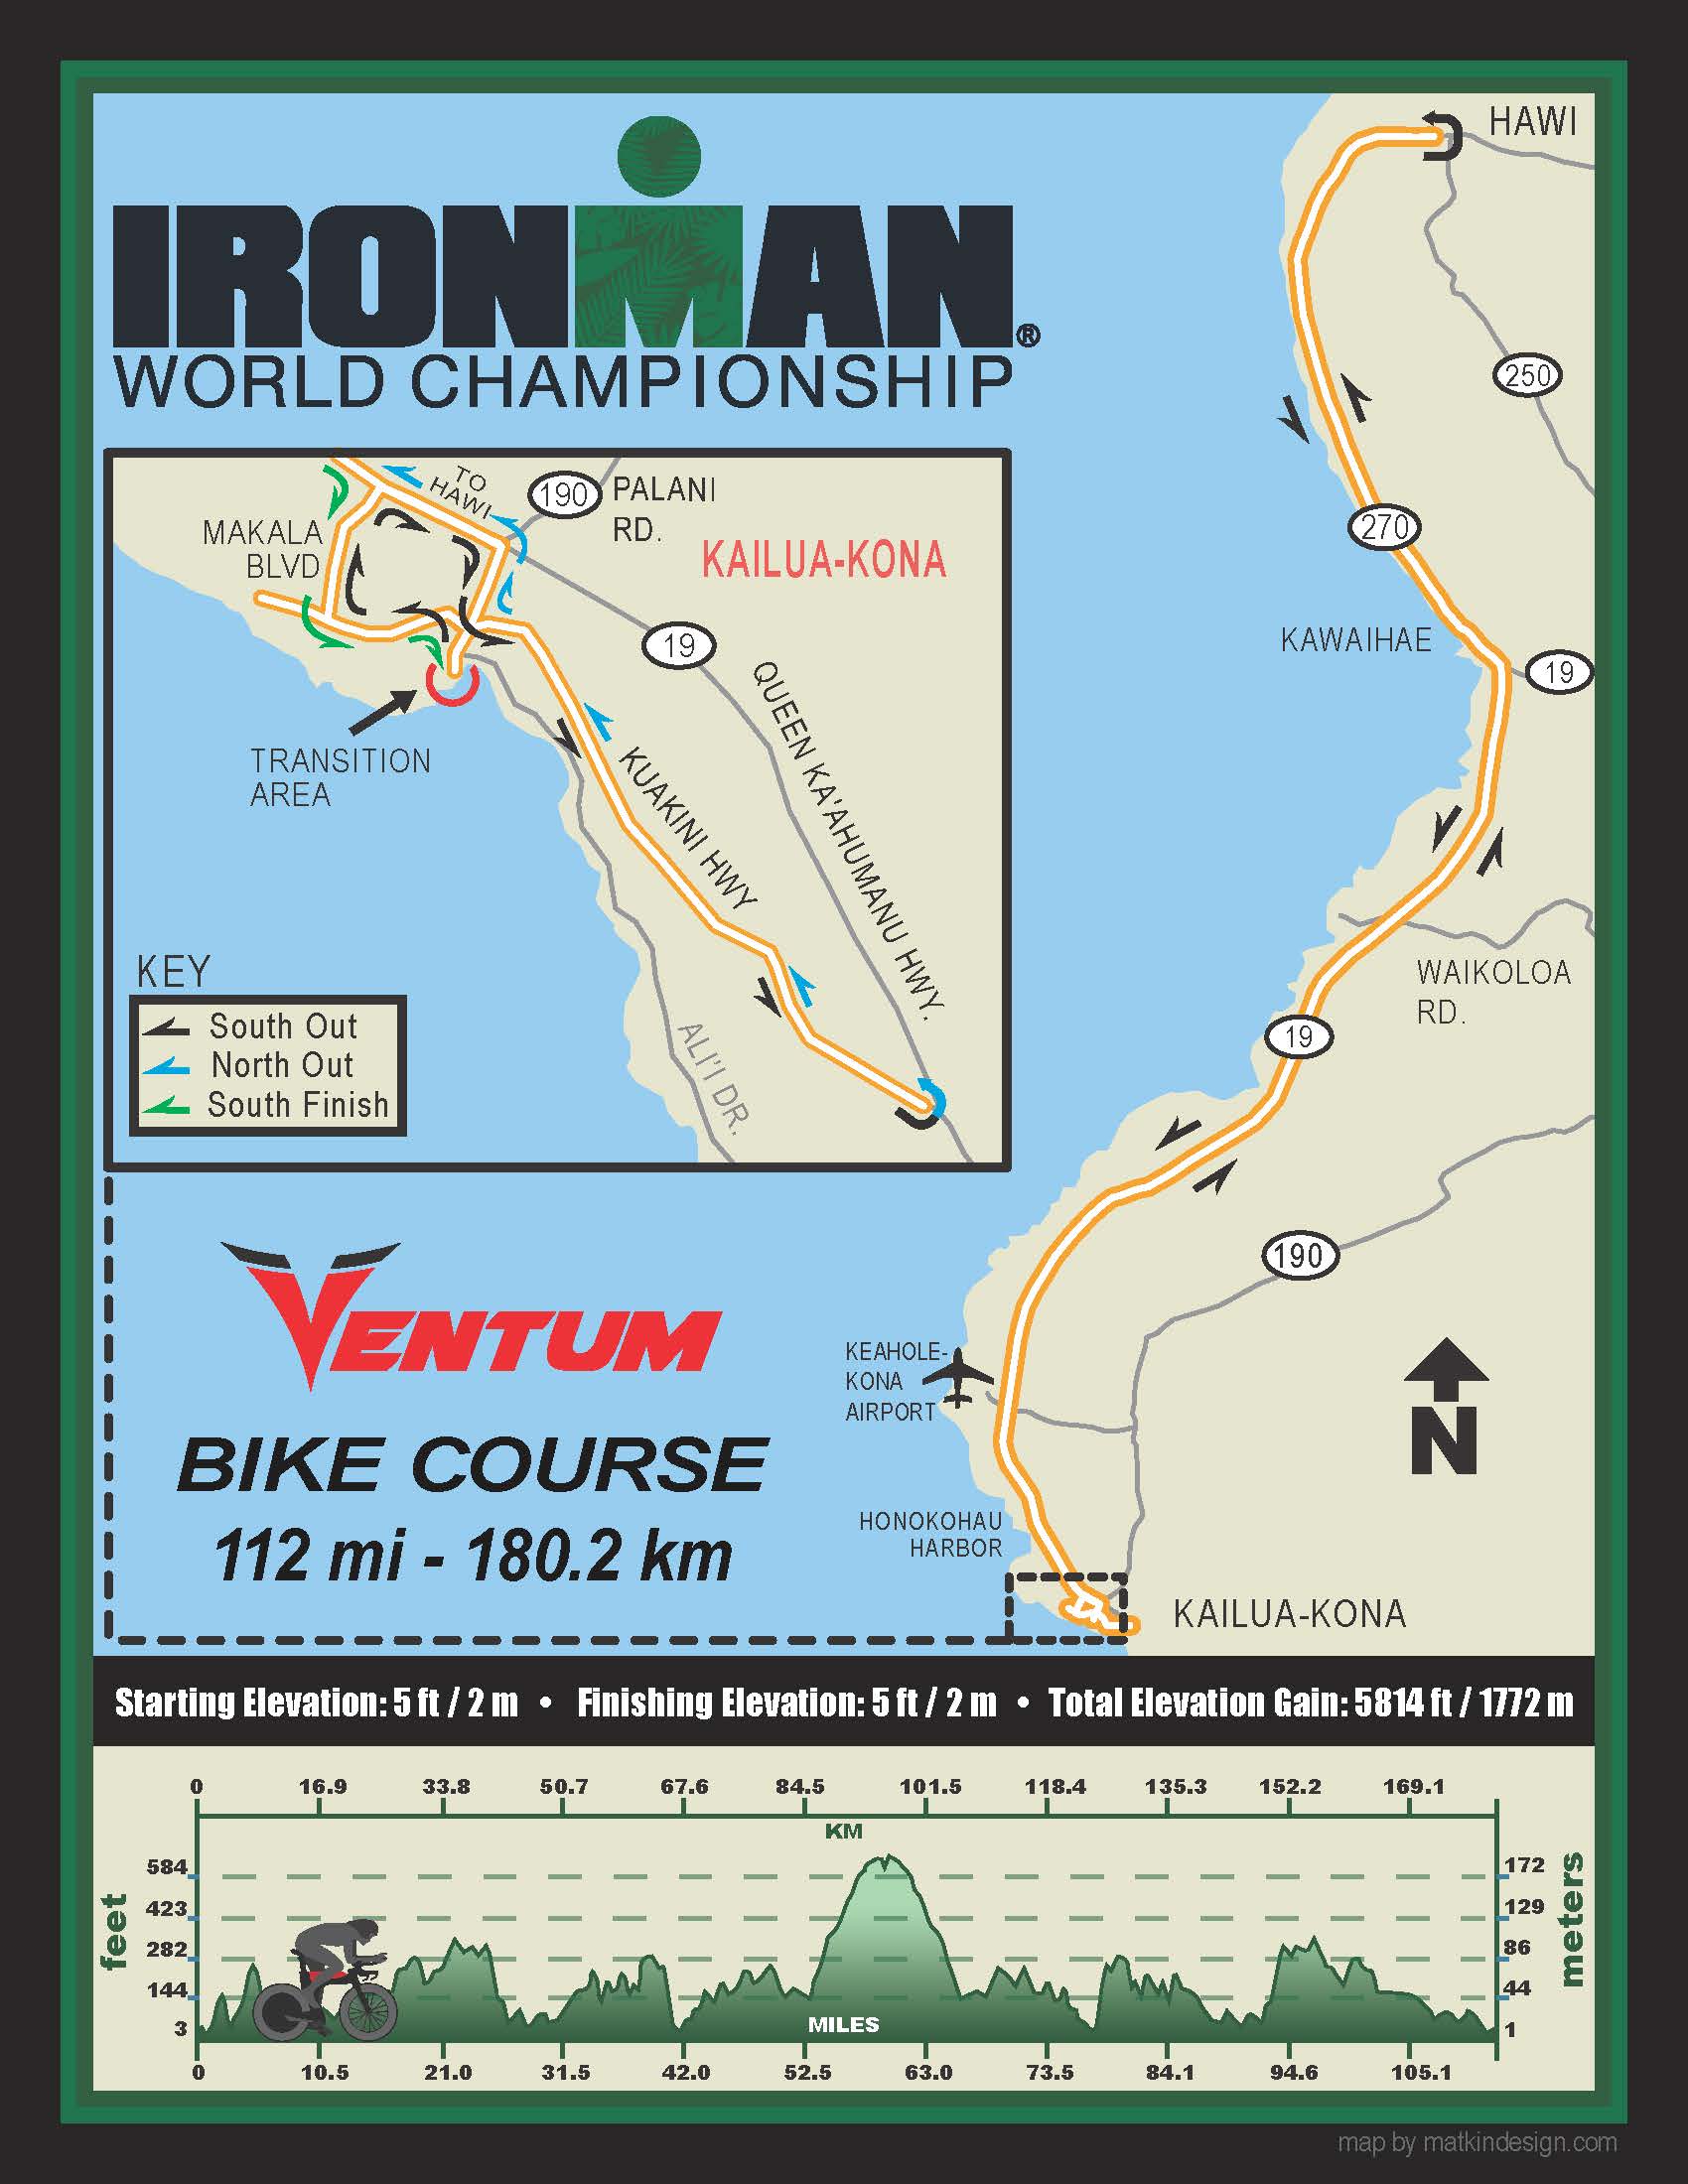 HAWI
IRONMAN®
WORLD CHAMPIONSHIP
250
270
KAWAIHAE
19
WAIKOLOA
RD.
19
190
KEAHOLE-
KONA
AIRPORT
HONOKOHAU
HARBOR
KAILUA-KONA
N
TO
HAWI
190
PALANI
RD.
MAKALA
BLVD
KAILUA-KONA
19
QUEEN KA'AHUMANU HWY.
TRANSITION
AREA
KUAKINI HWY
ALI'I DR.
KEY
South Out
North Out
South Finish
VENTUM
BIKE COURSE
112 mi - 180.2 km
Starting Elevation: 5 ft / 2 m • Finishing Elevation: 5 ft / 2 m • Total Elevation Gain: 5814 ft / 1772 m
0 16.9 33.8 50.7 67.6 84.5 101.5 118.4 135.3 152.2 169.1
KM
feet
584
423
282
144
3
172
129
86
44
1
meters
MILES
0 10.5 21.0 31.5 42.0 52.5 63.0 73.5 84.1 94.6 105.1
map by matkindesign.com